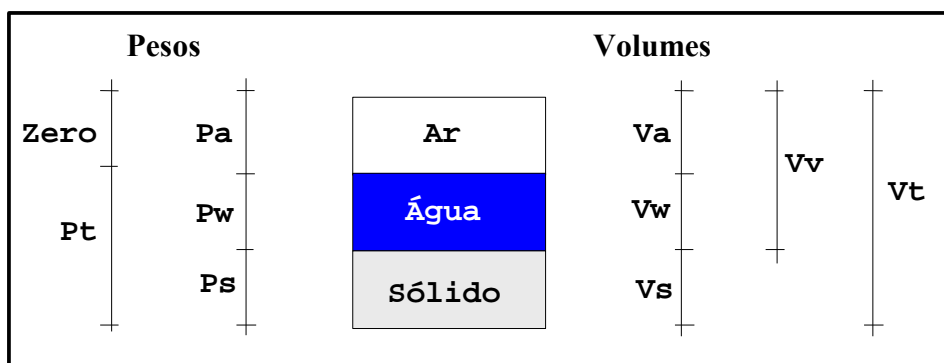 Pesos Volumes
Zero Pa Ar Va Vv Vt
Pt Pw Água Vw
Ps Sólido Vs